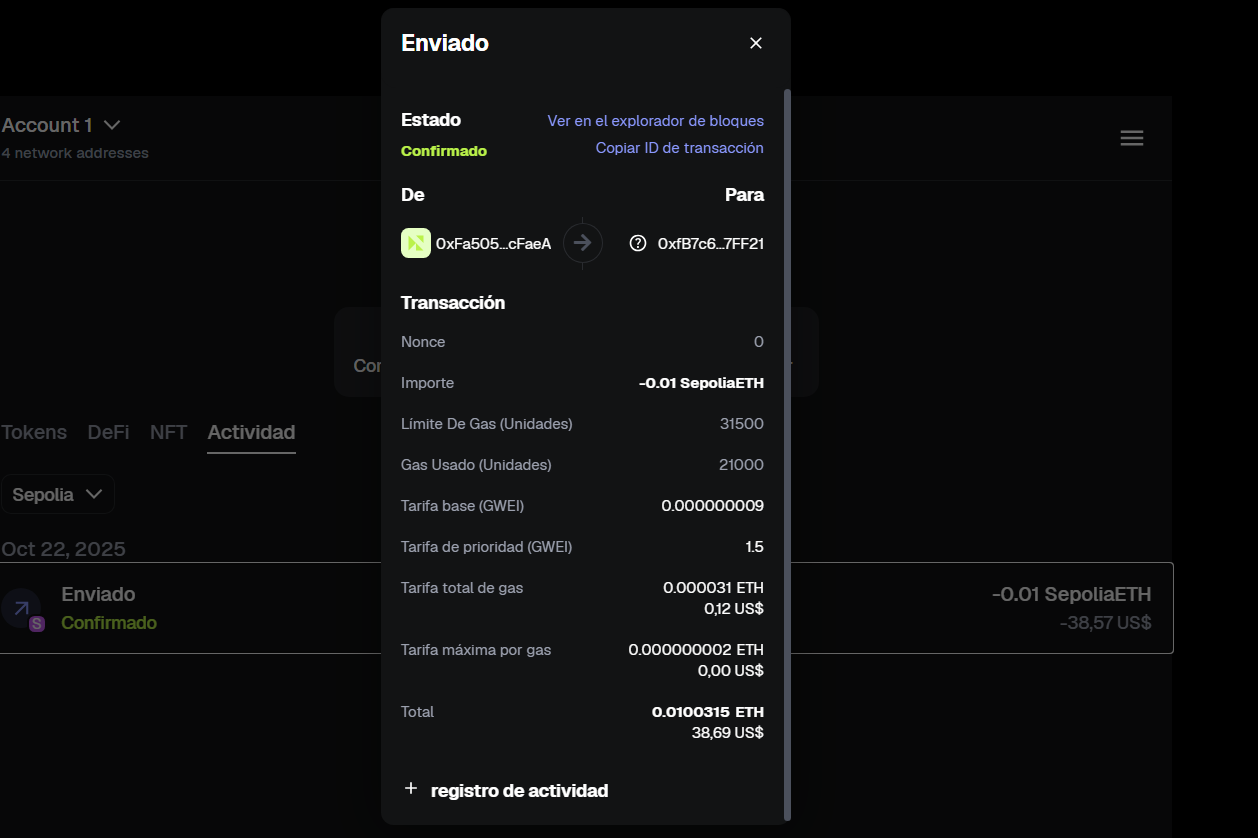 Enviado
Account 1
4 network addresses
Estado
Ver en el explorador de bloques
Confirmado
Copiar ID de transacción
De
Para
0xFa505...cFaeA
0xfB7c6...7FF21
Transacción
Nonce
0
Importe
-0.01 SepoliaETH
Límite De Gas (Unidades)
31500
Gas Usado (Unidades)
21000
Tarifa base (GWEI)
0.000000009
Tarifa de prioridad (GWEI)
1.5
Tarifa total de gas
0.000031 ETH
0,12 US$
Tarifa máxima por gas
0.000000002 ETH
0,00 US$
Total
0.0100315 ETH
38,69 US$
+ registro de actividad
Tokens DeFi NFT Actividad
Sepolia
Oct 22, 2025
S
Enviado
Confirmado
-0.01 SepoliaETH
-38,57 US$